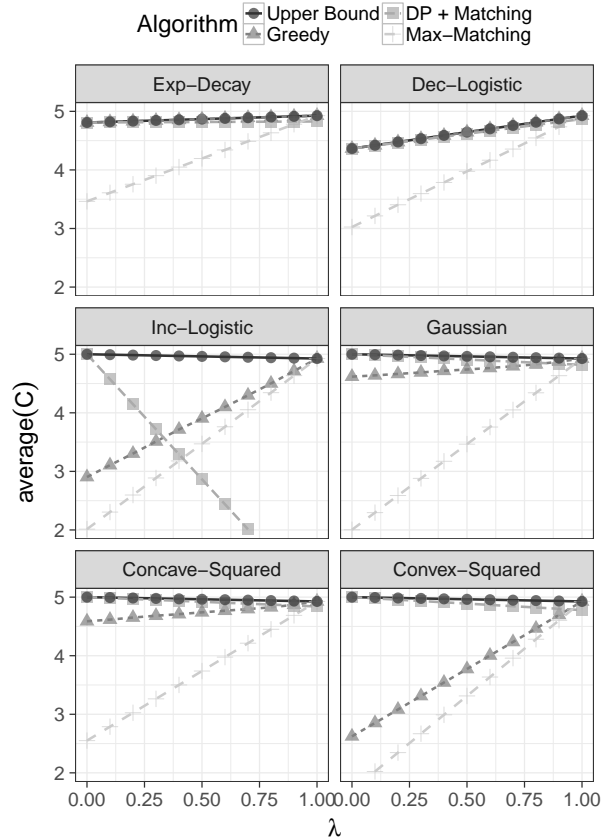 Algorithm
Upper Bound
DP + Matching
Greedy
Max−Matching
Exp−Decay
Dec−Logistic
5
4
3
2
Inc−Logistic
Gaussian
5
4
3
2
average(C)
Concave−Squared
Convex−Squared
5
4
3
2
0.00 0.25 0.50 0.75 1.00 0.00 0.25 0.50 0.75 1.00
λ